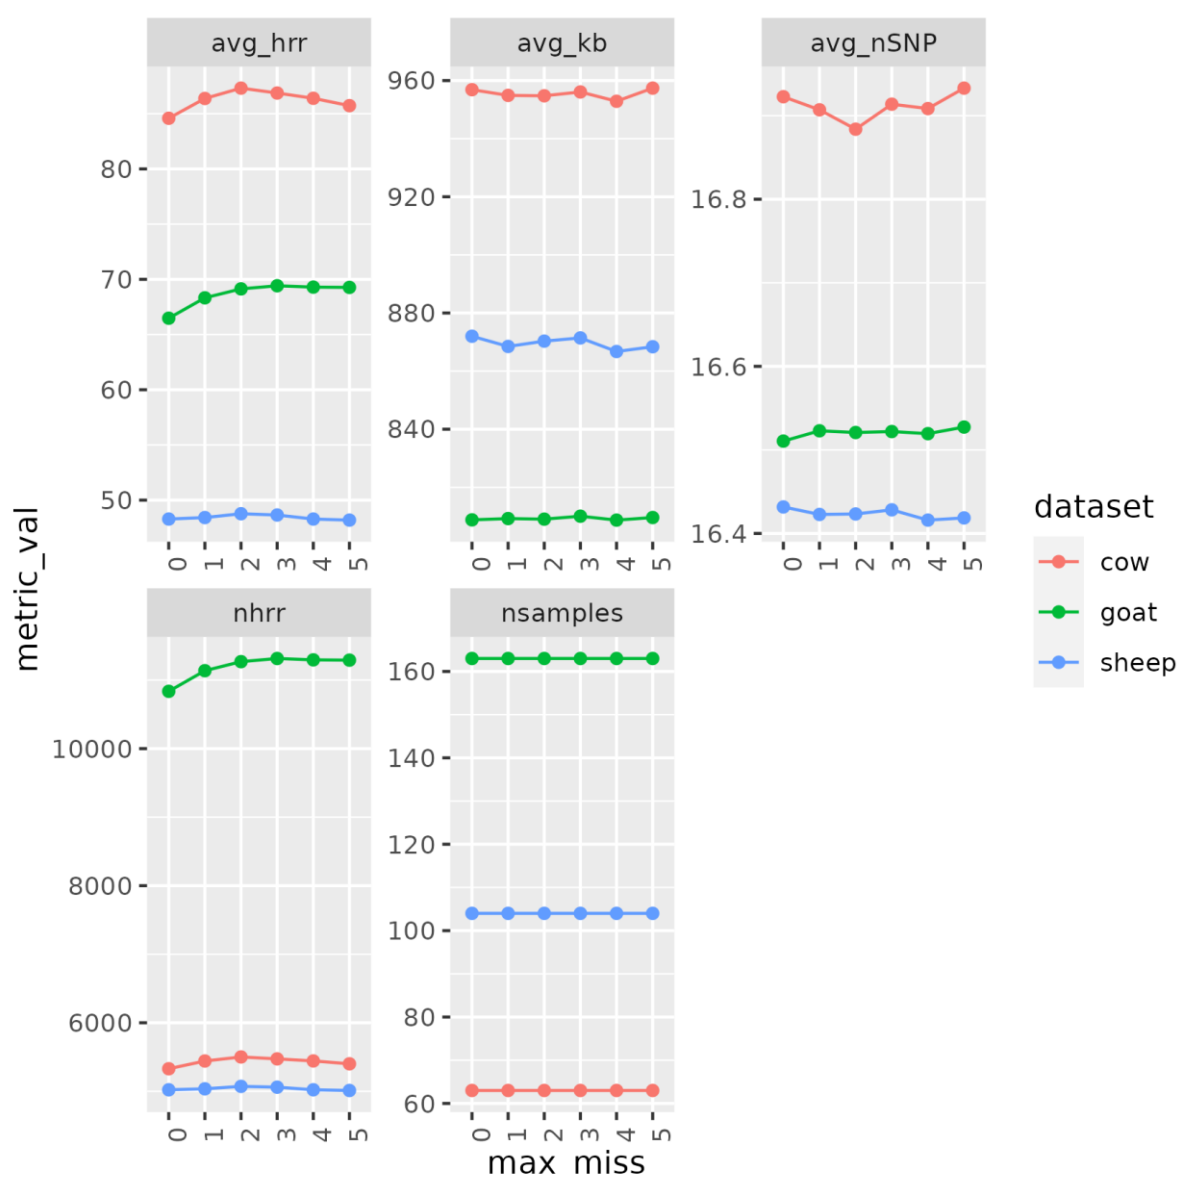 avg_hrr
avg_kb
avg_nSNP
80
70
60
50
960
920
880
840
16.8
16.6
16.4
0 1 2 3 4 5
0 1 2 3 4 5
0 1 2 3 4 5
metric_val
nhrr
nsamples
10000
8000
6000
160
140
120
100
80
60
0 1 2 3 4 5
0 1 2 3 4 5
max_miss
dataset
cow
goat
sheep